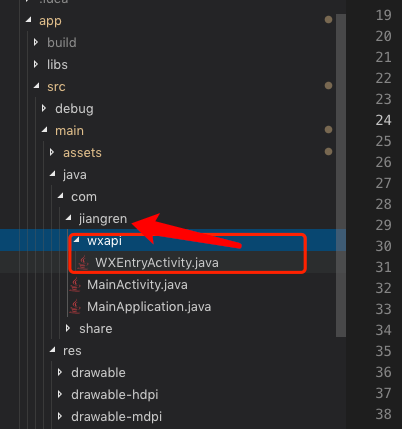 .idea
app
build
libs
src
debug
main
assets
java
com
jiangren
wxapi
WXEntryActivity.java
MainActivity.java
MainApplication.java
share
res
drawable
drawable-hdpi
drawable-mdpi
19
20
21
22
23
24
25
26
27
28
29
30
31
32
33
34
35
36
37
38